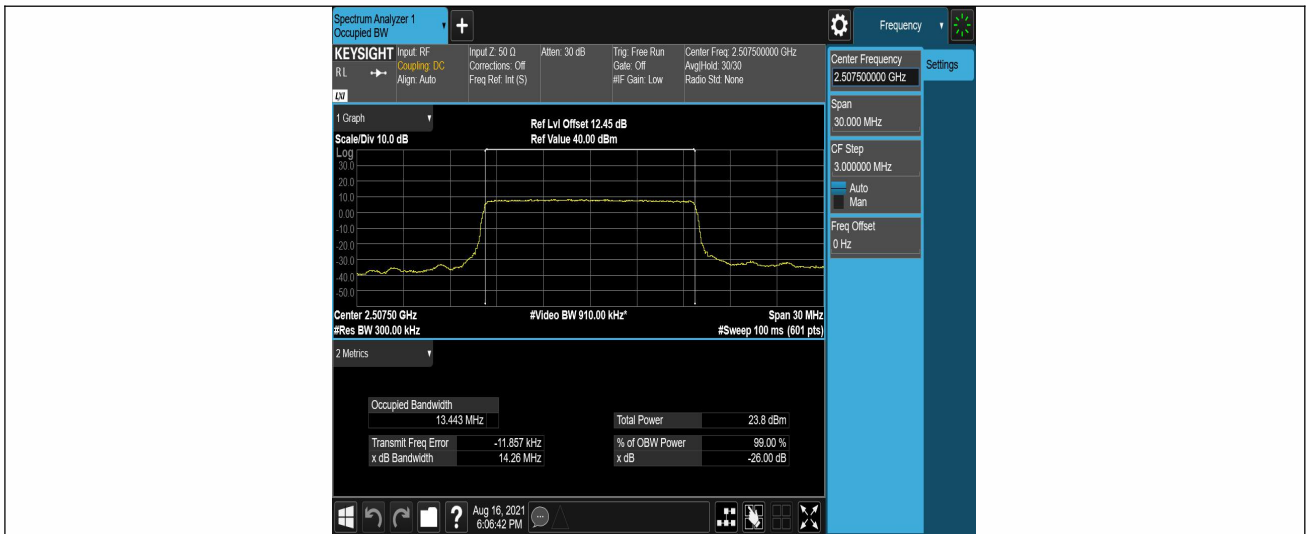 Spectrum Analyzer 1
Occupied BW
+
Frequency
KEYSIGHT
RL
LXI
Input: RF
Coupling: DC
Align: Auto
Input Z: 50 Ω
Corrections: Off
Freq Ref: Int (S)
Atten: 30 dB
Trig: Free Run
Gate: Off
#IF Gain: Low
Center Freq: 2.507500000 GHz
Avg|Hold: 30/30
Radio Std: None
Center Frequency
2.507500000 GHz
Settings
Span
30.000 MHz
CF Step
3.000000 MHz
Auto
Man
Freq Offset
0 Hz
1 Graph
Scale/Div 10.0 dB
Ref Lvl Offset 12.45 dB
Ref Value 40.00 dBm
Log
30.0
20.0
10.0
0.00
-10.0
-20.0
-30.0
-40.0
-50.0
Center 2.50750 GHz
#Video BW 910.00 kHz*
Span 30 MHz
#Res BW 300.00 kHz
#Sweep 100 ms (601 pts)
2 Metrics
Occupied Bandwidth
13.443 MHz
Total Power 23.8 dBm
Transmit Freq Error -11.857 kHz
% of OBW Power 99.00 %
x dB Bandwidth 14.26 MHz
x dB -26.00 dB
?
Aug 16, 2021
6:06:42 PM